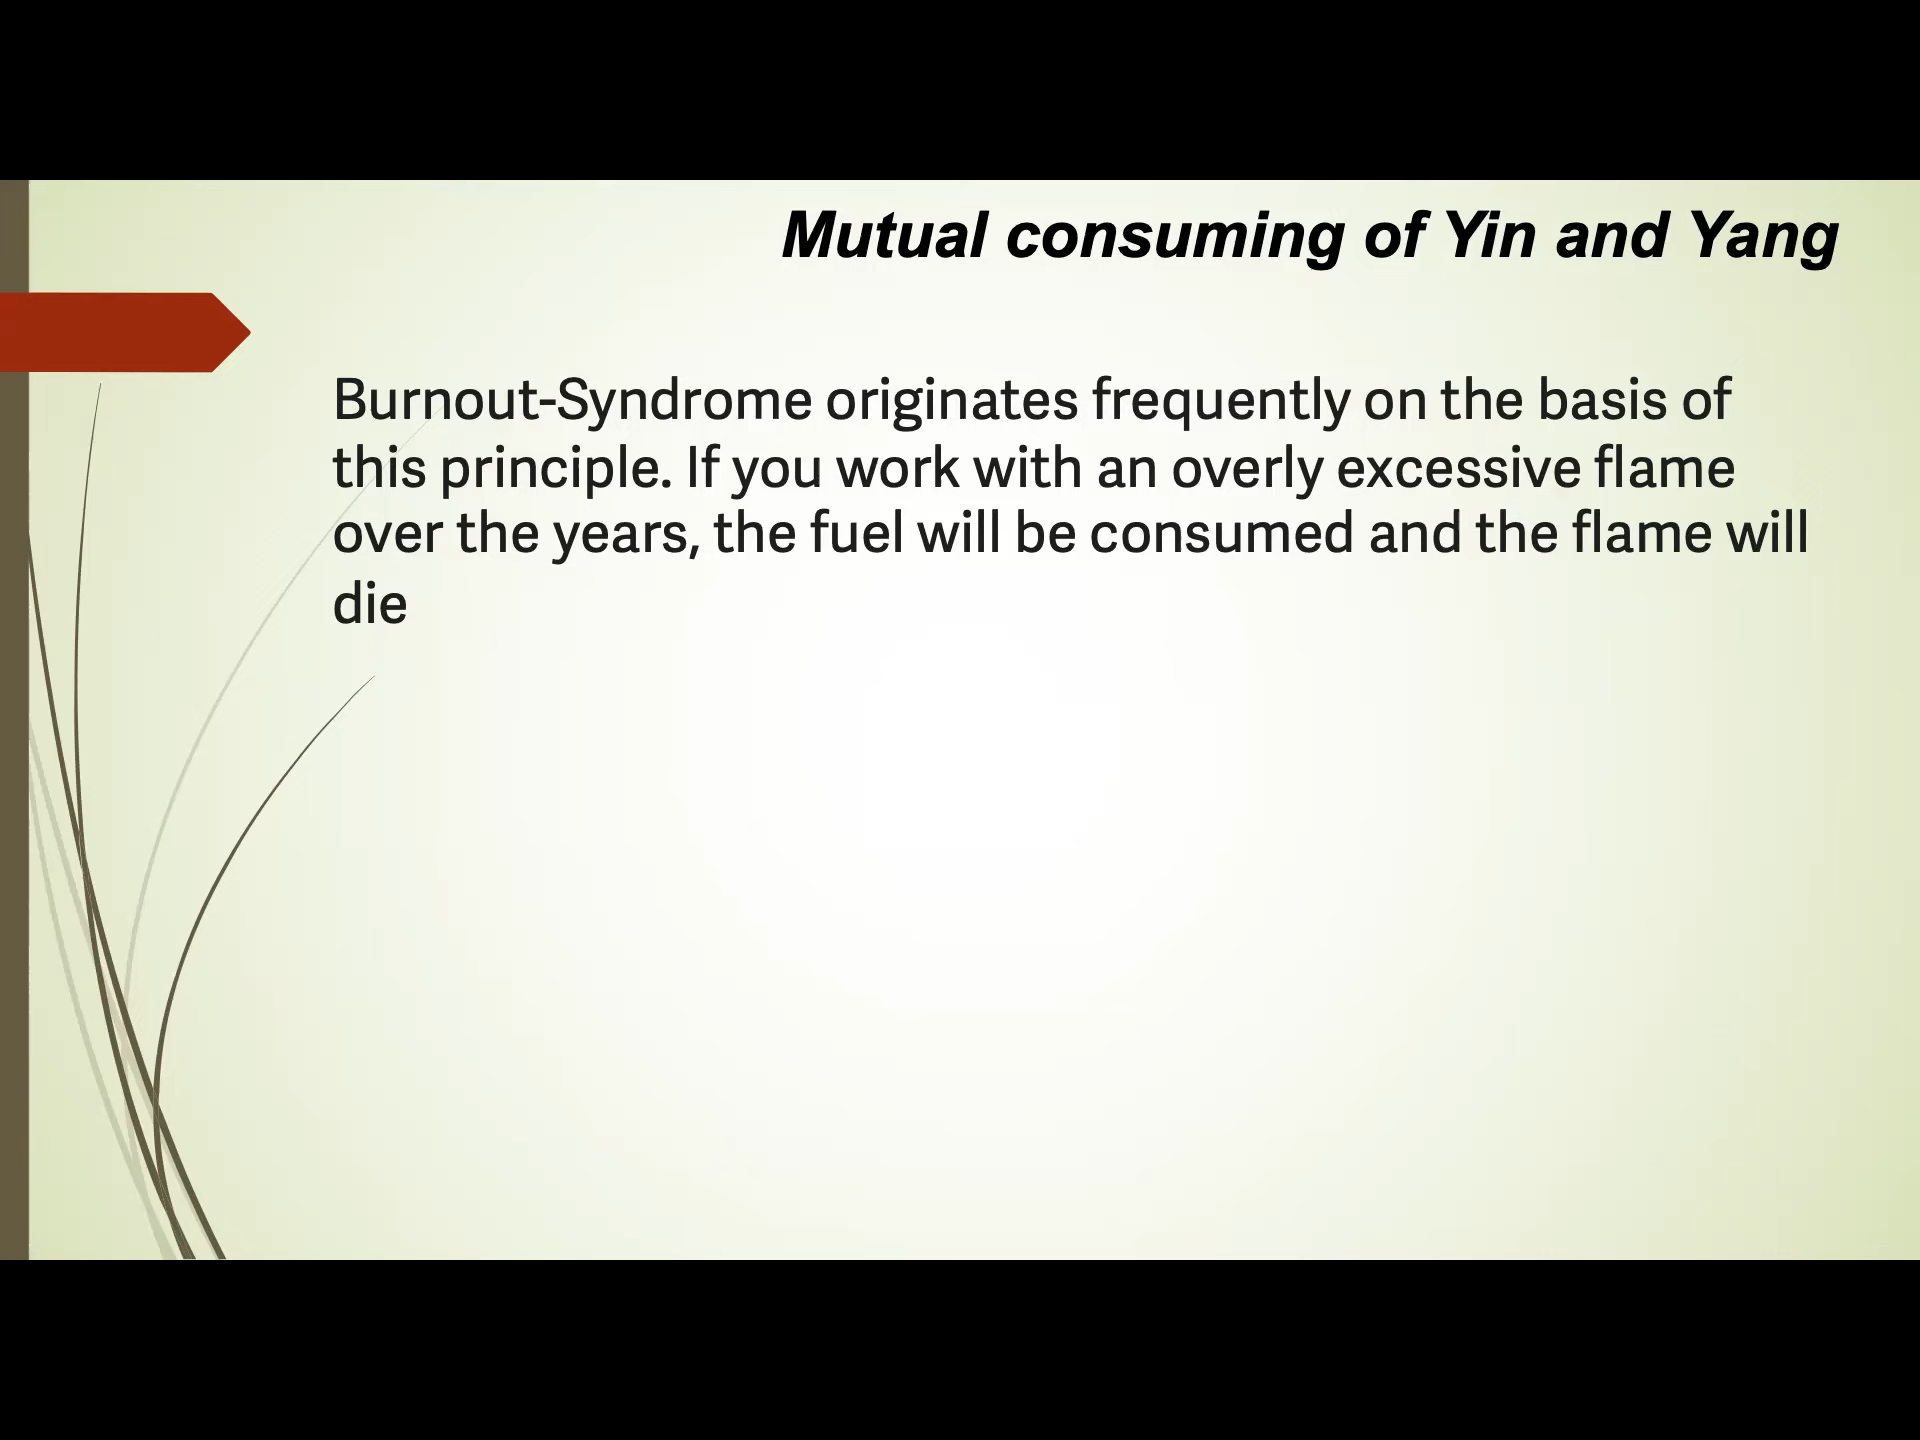 Mutual consuming of Yin and Yang
Burnout-Syndrome originates frequently on the basis of
this principle. If you work with an overly excessive flame
over the years, the fuel will be consumed and the flame will
die